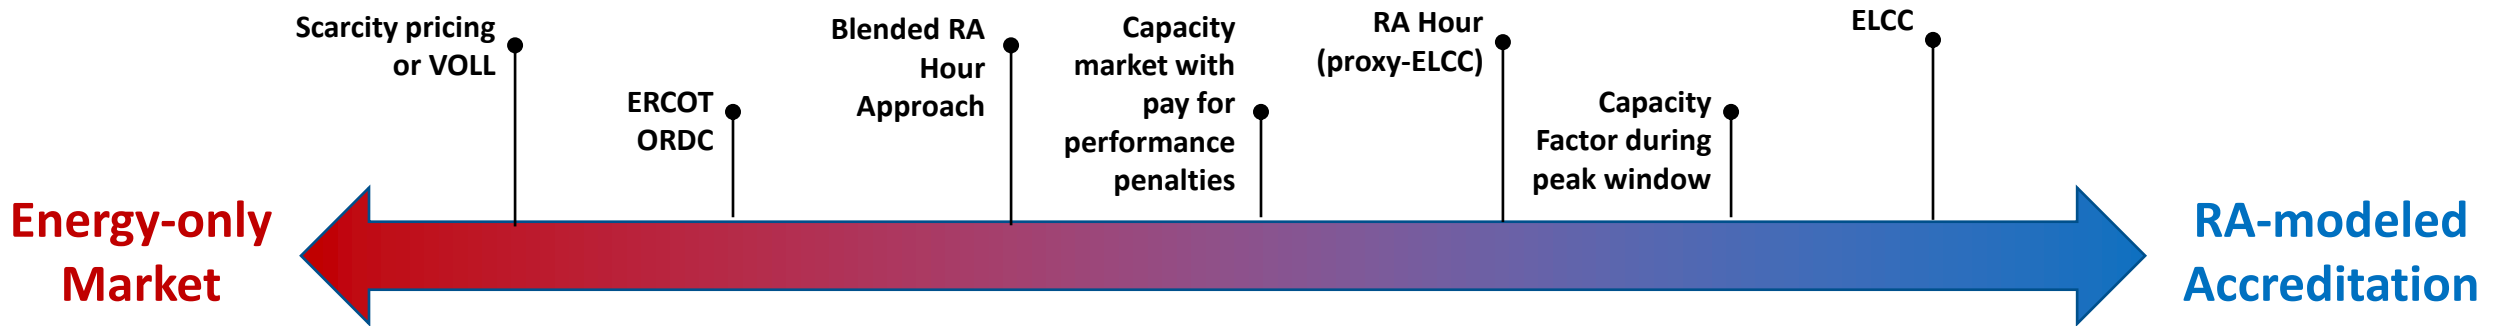 Scarcity pricing
or VOLL
ERCOT
ORDC
Blended RA
Hour
Approach
Capacity
market with
pay for
performance
penalties
RA Hour
(proxy-ELCC)
Capacity
Factor during
peak window
ELCC
Energy-only
Market
RA-modeled
Accreditation